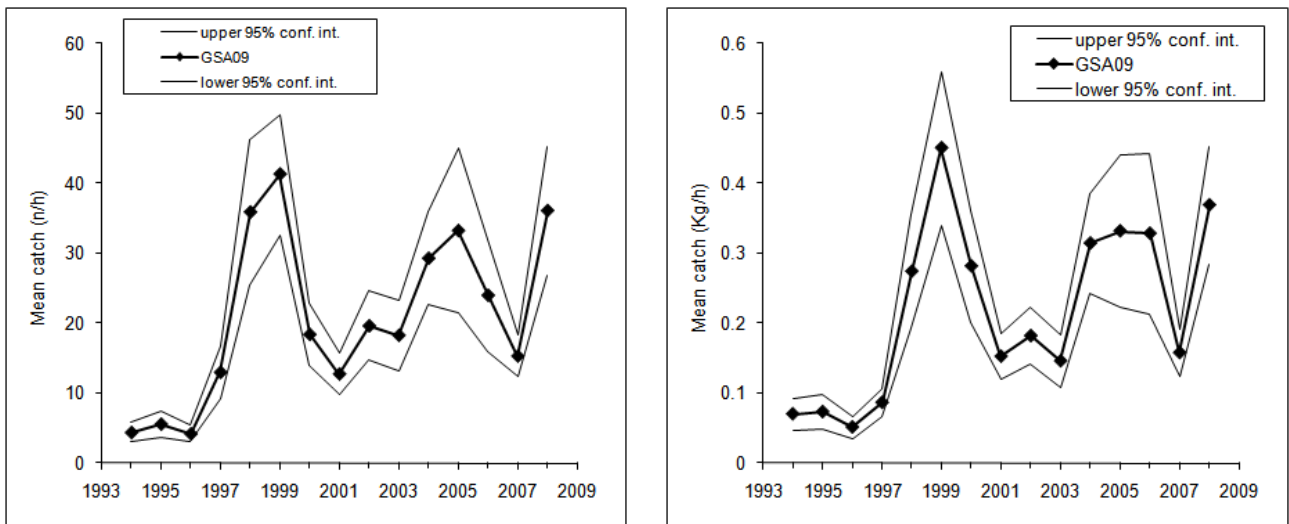 upper 95% conf. int.
GSA09
lower 95% conf. int.
60
50
40
30
20
10
0
Mean catch (n/h)
1993 1995 1997 1999 2001 2003 2005 2007 2009
upper 95% conf. int.
GSA09
lower 95% conf. int.
0.6
0.5
0.4
0.3
0.2
0.1
0
Mean catch (Kg/h)
1993 1995 1997 1999 2001 2003 2005 2007 2009